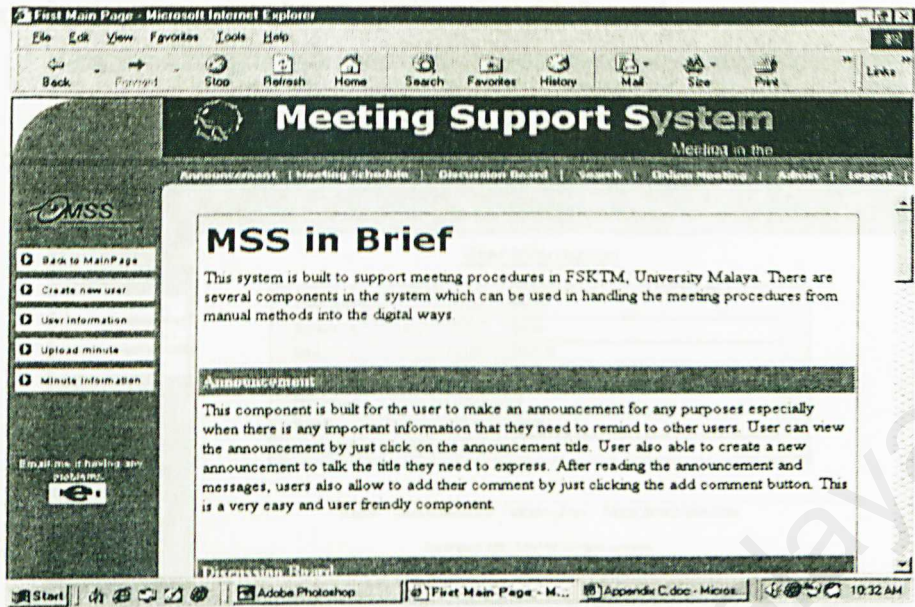 First Main Page - Microsoft Internet Explorer
File Edit View Favorites Tools Help
Back Forward Stop Refresh Home Search Favorites History Mail Size Print Links
Meeting Support System
Meeting in the
Announcement | Meeting Schedule | Discussion Board | Search | Online Meeting | Admin | Logout |
MSS
Back to MainPage
Create new user
User information
Upload minute
Minute information
Email me if having any
problems.
MSS in Brief
This system is built to support meeting procedures in FSKTM, University Malaya. There are
several components in the system which can be used in handling the meeting procedures from
manual methods into the digital ways
Announcement
This component is built for the user to make an announcement for any purposes especially
when there is any important information that they need to remind to other users. User can view
the announcement by just click on the announcement title. User also able to create a new
announcement to talk the title they need to express. After reading the announcement and
messages, users also allow to add their comment by just clicking the add comment button. This
is a very easy and user freindly component
Discussion Board
Start Adobe Photoshop First Main Page - M... Appendix C.doc - Micros... 10:32 AM